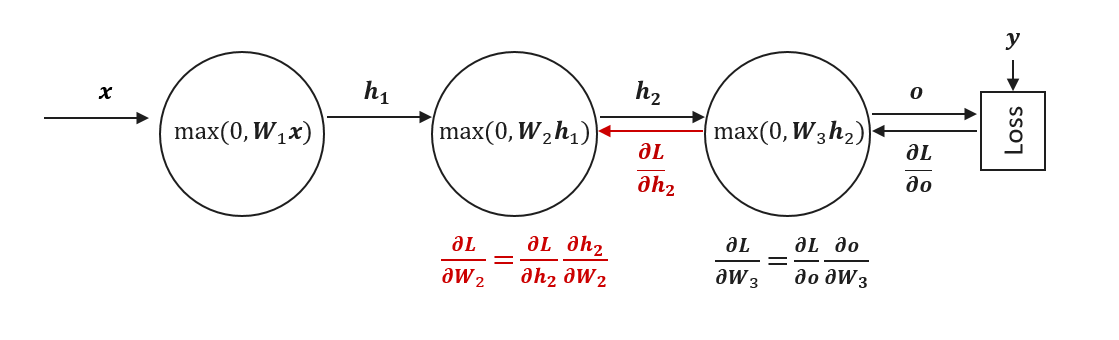 y
x h₁ h₂ o
max(0, W₁x) max(0, W₂h₁) max(0, W₃h₂) Loss
∂L/∂h₂ ∂L/∂o
∂L/∂W₂ = ∂L/∂h₂ ∂h₂/∂W₂ ∂L/∂W₃ = ∂L/∂o ∂o/∂W₃